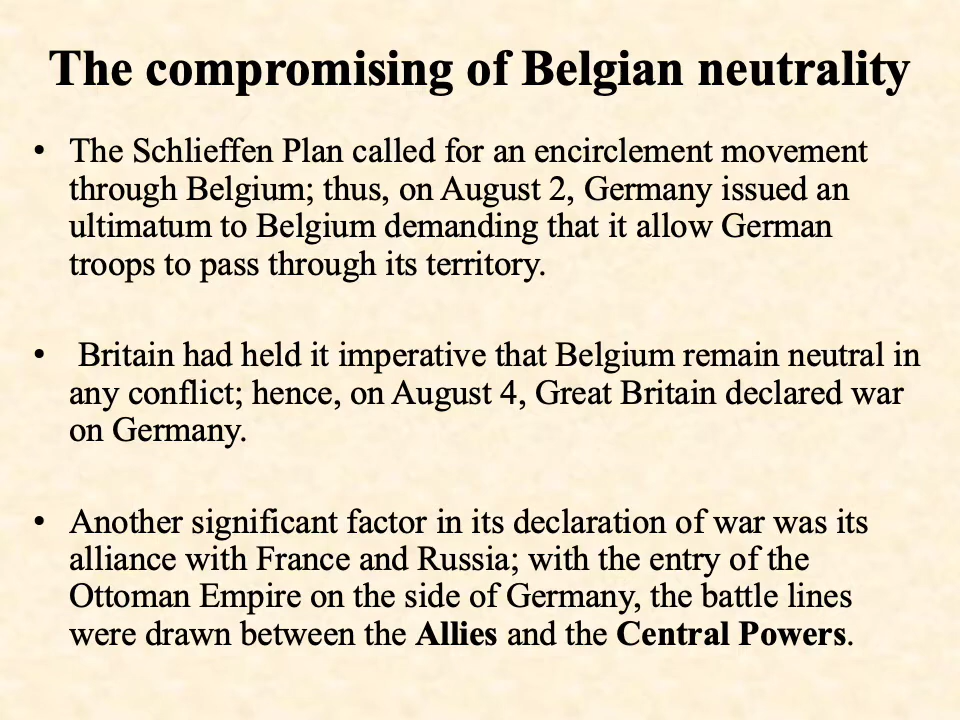 The compromising of Belgian neutrality
• The Schlieffen Plan called for an encirclement movement
through Belgium; thus, on August 2, Germany issued an
ultimatum to Belgium demanding that it allow German
troops to pass through its territory.
• Britain had held it imperative that Belgium remain neutral in
any conflict; hence, on August 4, Great Britain declared war
on Germany.
• Another significant factor in its declaration of war was its
alliance with France and Russia; with the entry of the
Ottoman Empire on the side of Germany, the battle lines
were drawn between the Allies and the Central Powers.